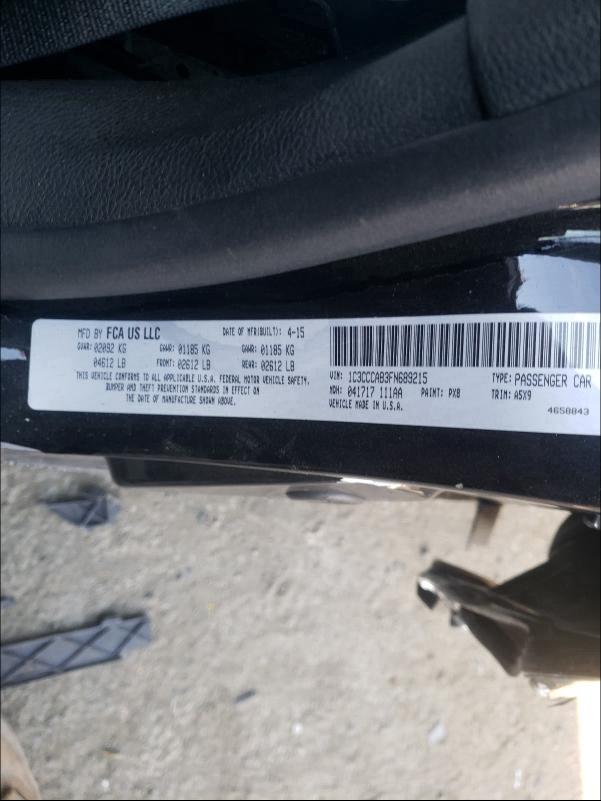 MFD BY FCA US LLC DATE OF MFR(BUILT): 4-15
GVWR: 02092 KG GAWR: 01185 KG GAWR: 01185 KG
04612 LB FRONT: 02612 LB REAR: 02612 LB
THIS VEHICLE CONFORMS TO ALL APPLICABLE U.S.A. FEDERAL MOTOR VEHICLE SAFETY,
BUMPER AND THEFT PREVENTION STANDARDS IN EFFECT ON
THE DATE OF MANUFACTURE SHOWN ABOVE.
VIN: 1C3CCCAB3FN689215 TYPE: PASSENGER CAR
MDH: 041717 111AA PAINT: PX8 TRIM: A5X9
VEHICLE MADE IN U.S.A. 4658843